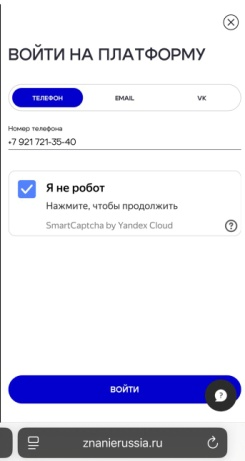 ВОЙТИ НА ПЛАТФОРМУ
ТЕЛЕФОН EMAIL VK
Номер телефона
+7 921 721-35-40
Я не робот
Нажмите, чтобы продолжить
SmartCaptcha by Yandex Cloud
ВОЙТИ
znanierussia.ru